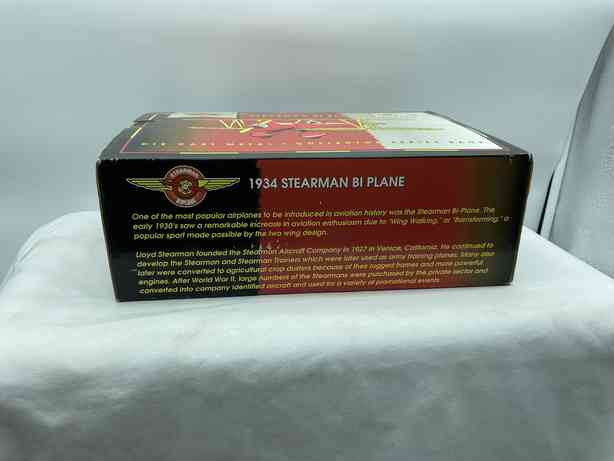 DIE CAST METAL
STEARMAN
BIPLANE
1934 STEARMAN BI PLANE
One of the most popular airplanes to be introduced in aviation history was the Stearman Bi-Plane. The
early 1930's saw a remarkable increase in aviation enthusiasm due to "Wing Walking," or "Barnstorming," a
popular sport made possible by the two wing design.
Lloyd Stearman founded the Stearman Aircraft Company in 1927 in Venice, California. He continued to
develop the Stearman and Stearman Trainers which were later used as army training planes. Many also
later were converted to agricultural crop dusters because of their rugged frames and more powerful
engines. After World War II, large numbers of the Stearmans were purchased by the private sector and
converted into company identified aircraft and used for a variety of promotional events.